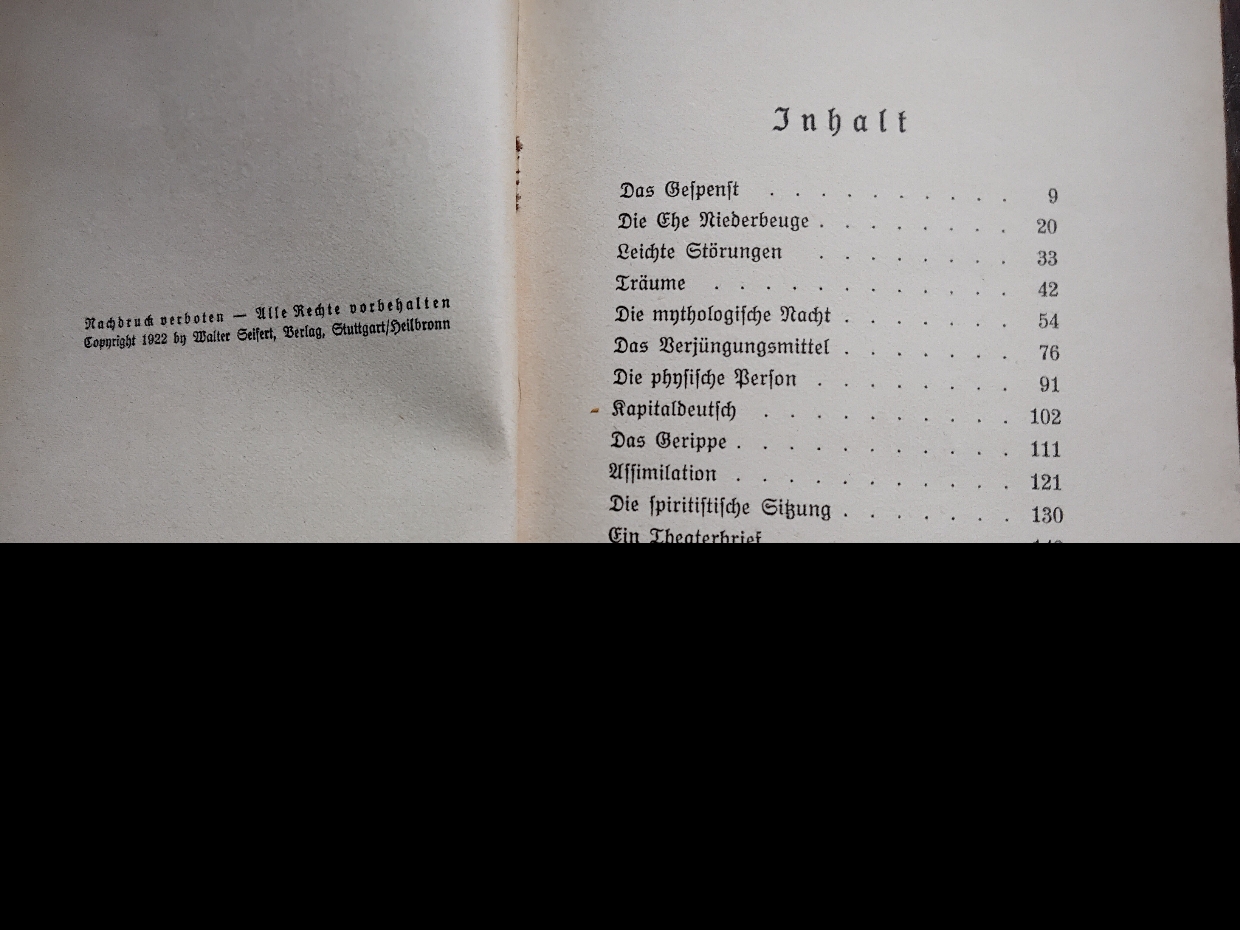 Nachdruck verboten — Alle Rechte vorbehalten
Copyright 1922 by Walter Seifert, Verlag, Stuttgart/Heilbronn
Inhalt
Das Geſpenſt . . . . . . . . . . 9
Die Ehe Niederbeuge . . . . . . . . 20
Leichte Störungen . . . . . . . . 33
Träume . . . . . . . . . . . . 42
Die mythologiſche Nacht . . . . . . . 54
Das Verjüngungsmittel . . . . . . . 76
Die phyſiſche Perſon . . . . . . . . 91
Kapitaldeutſch . . . . . . . . . . 102
Das Gerippe . . . . . . . . . . . 111
Aſſimilation . . . . . . . . . . . 121
Die ſpiritiſtiſche Sitzung . . . . . . . 130
Ein Theaterbrief